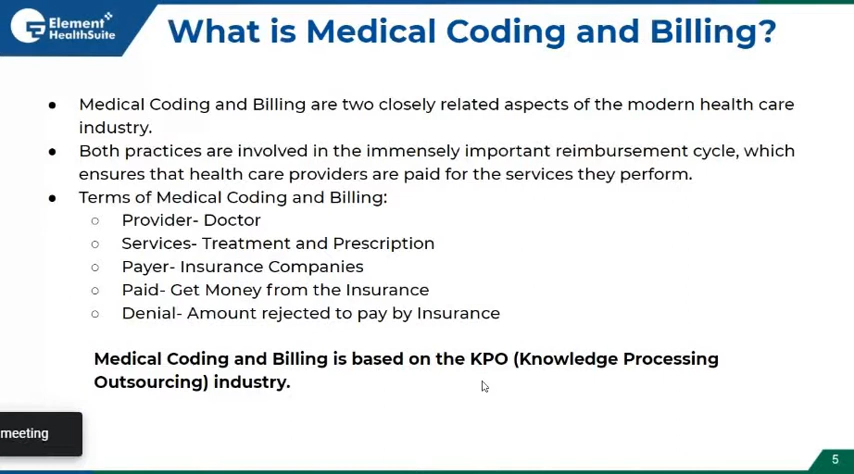 Element
HealthSuite
What is Medical Coding and Billing?
● Medical Coding and Billing are two closely related aspects of the modern health care
industry.
● Both practices are involved in the immensely important reimbursement cycle, which
ensures that health care providers are paid for the services they perform.
● Terms of Medical Coding and Billing:
○ Provider- Doctor
○ Services- Treatment and Prescription
○ Payer- Insurance Companies
○ Paid- Get Money from the Insurance
○ Denial- Amount rejected to pay by Insurance
Medical Coding and Billing is based on the KPO (Knowledge Processing
Outsourcing) industry.
meeting
5